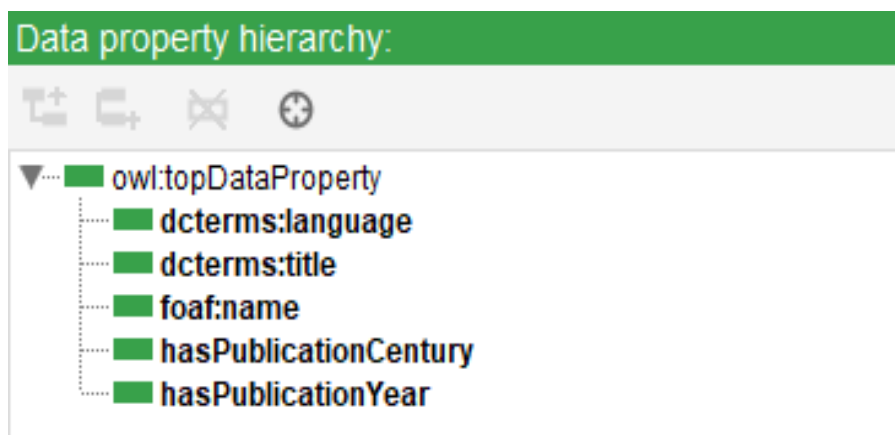 Data property hierarchy:
owl:topDataProperty
dcterms:language
dcterms:title
foaf:name
hasPublicationCentury
hasPublicationYear